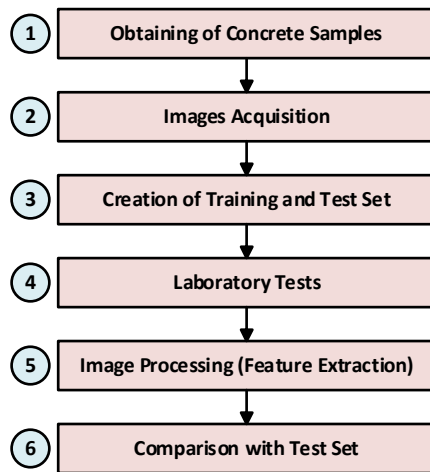 1 Obtaining of Concrete Samples
2 Images Acquisition
3 Creation of Training and Test Set
4 Laboratory Tests
5 Image Processing (Feature Extraction)
6 Comparison with Test Set